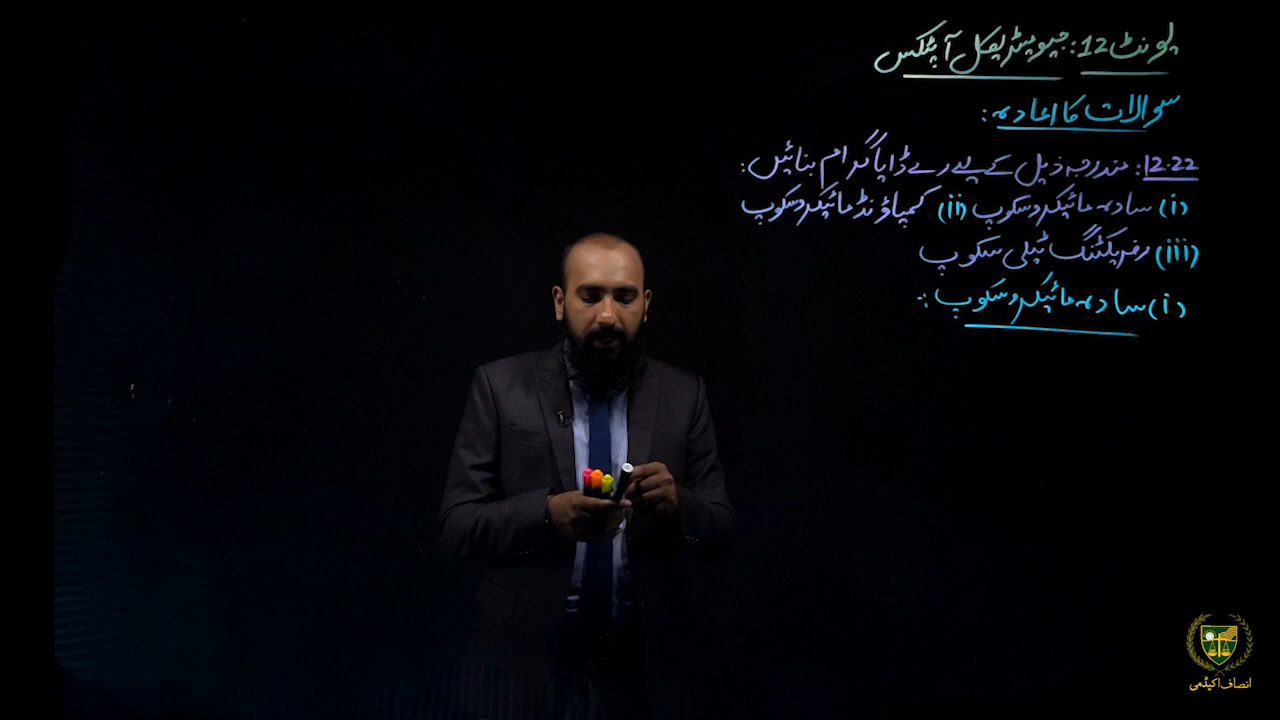 یونٹ 12: جیومیٹریکل آپٹکس
سوالات کا اعادہ:
12.22: مندرجہ ذیل کے لیے رے ڈایاگرام بنائیں:
(i) سادہ مائیکروسکوپ (ii) کمپاؤنڈ مائیکروسکوپ
(iii) رفریکٹنگ ٹیلی سکوپ
(i) سادہ مائیکروسکوپ:
انصاف اکیڈمی